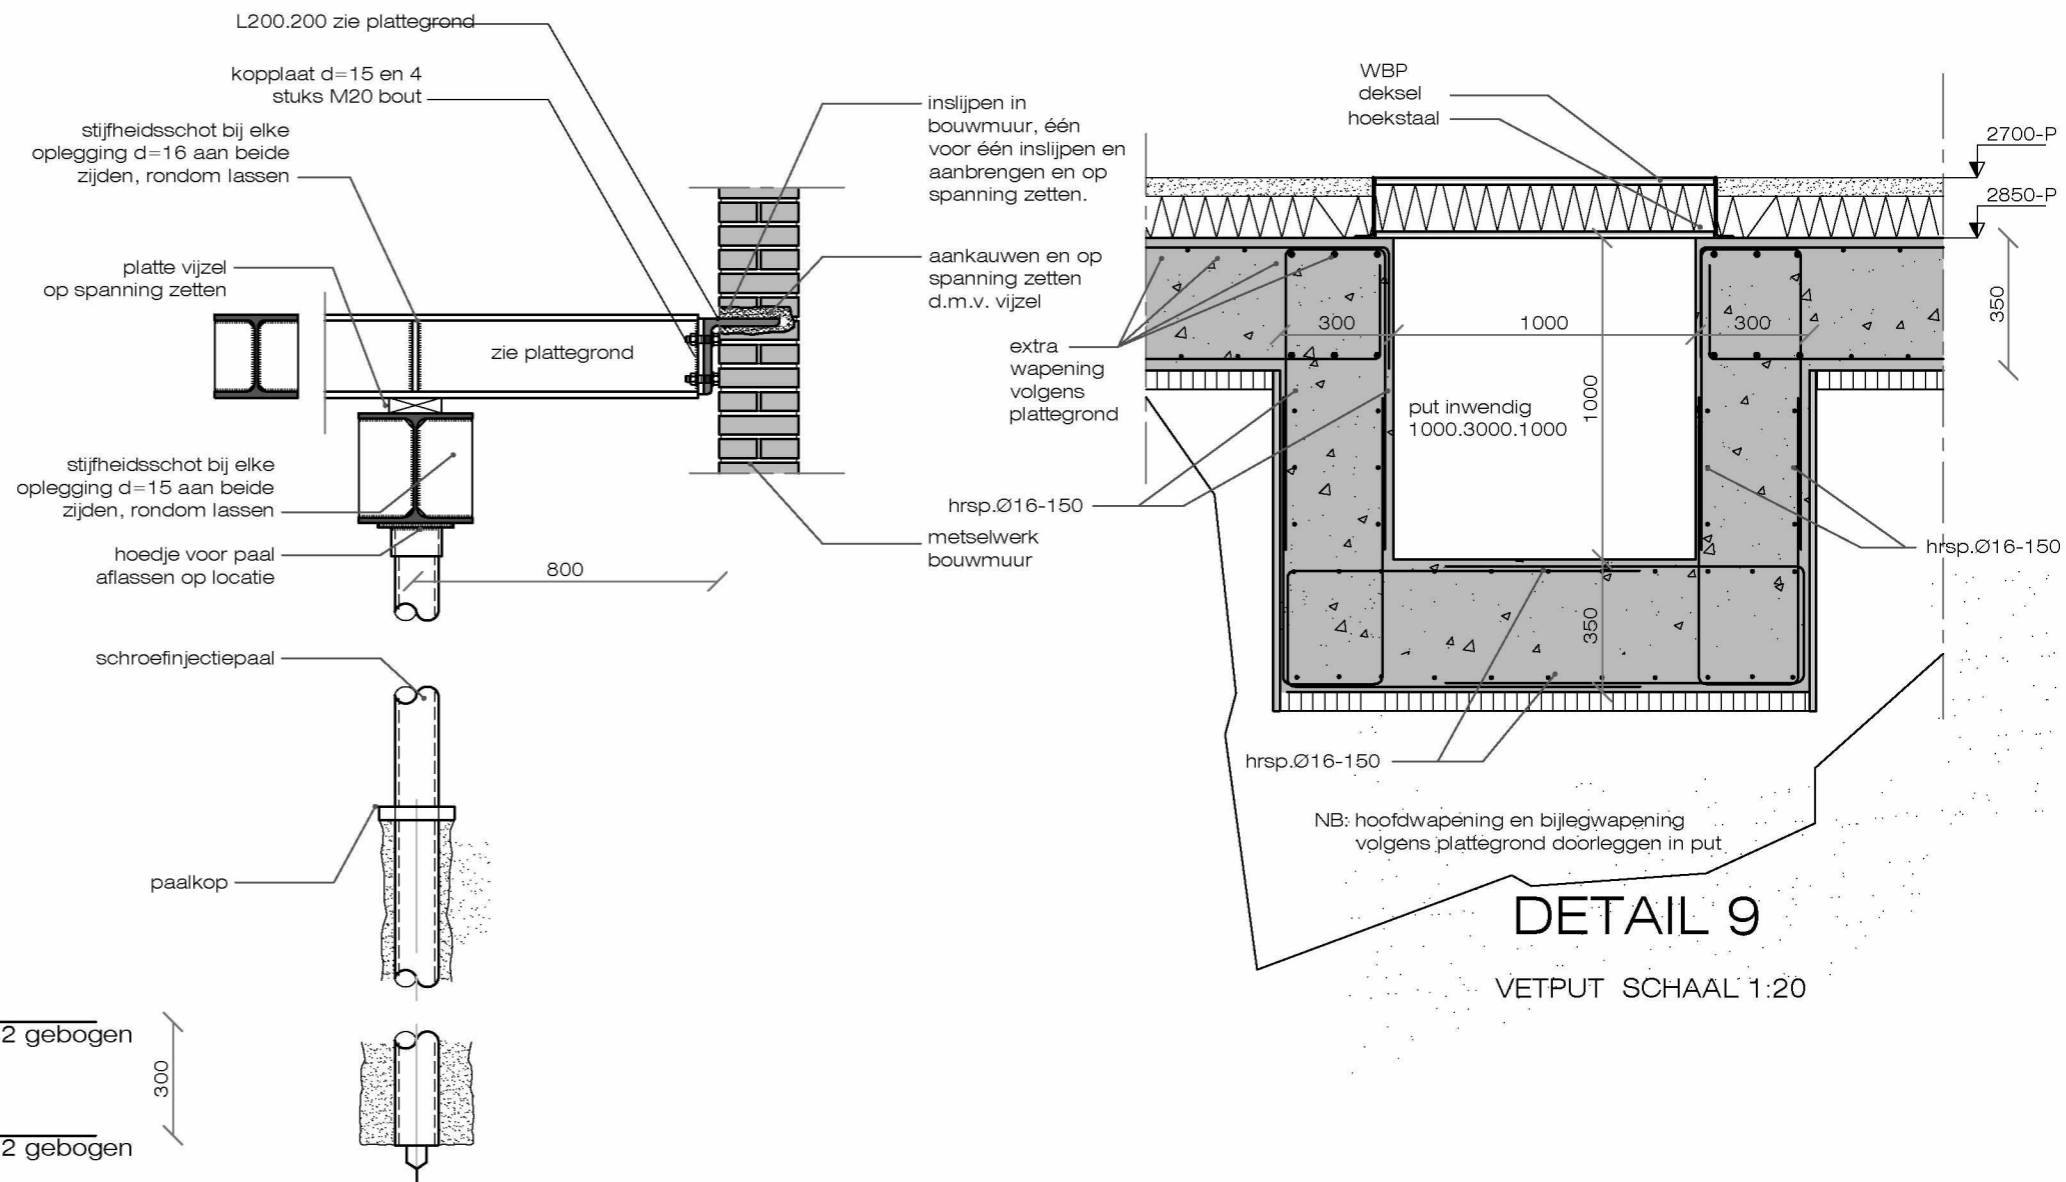 L200.200 zie plattegrond
kopplaat d=15 en 4
stuks M20 bout
stijfheidsschot bij elke
oplegging d=16 aan beide
zijden, rondom lassen
platte vijzel
op spanning zetten
zie plattegrond
stijfheidsschot bij elke
oplegging d=15 aan beide
zijden, rondom lassen
hoedje voor paal
aflassen op locatie
800
schroefinjectiepaal
paalkop
2 gebogen
300
2 gebogen
inslijpen in
bouwmuur, één
voor één inslijpen en
aanbrengen en op
spanning zetten.
aankauwen en op
spanning zetten
d.m.v. vijzel
metselwerk
bouwmuur
WBP
deksel
hoekstaal
2700-P
2850-P
350
300
1000
300
extra
wapening
volgens
plattegrond
1000
put inwendig
1000.3000.1000
hrsp.Ø16-150
hrsp.Ø16-150
350
hrsp.Ø16-150
NB: hoofdwapening en bijlegwapening
volgens plattegrond doorleggen in put
DETAIL 9
VETPUT SCHAAL 1:20